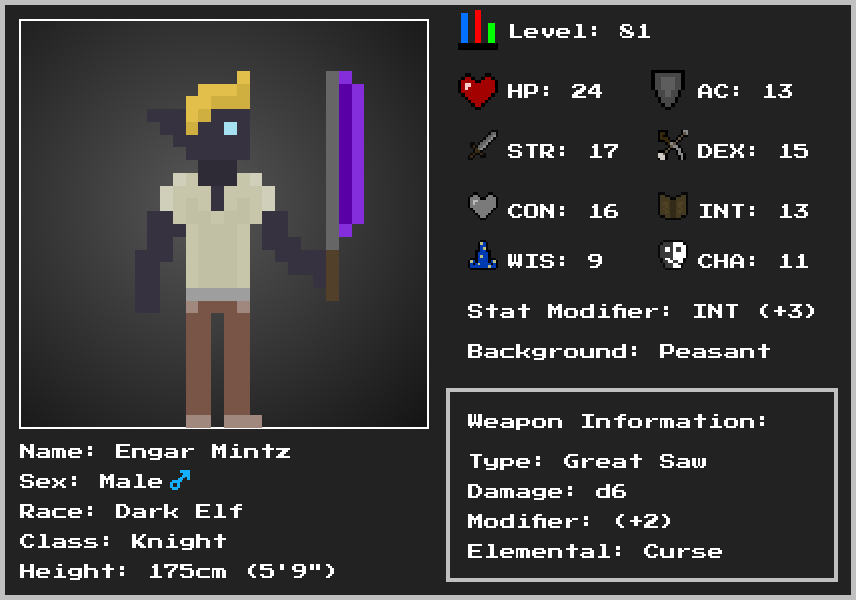 Level: 81
HP: 24
AC: 13
STR: 17
DEX: 15
CON: 16
INT: 13
WIS: 9
CHA: 11
Stat Modifier: INT (+3)
Background: Peasant
Weapon Information:
Type: Great Saw
Damage: d6
Modifier: (+2)
Elemental: Curse
Name: Engar Mintz
Sex: Male♂
Race: Dark Elf
Class: Knight
Height: 175cm (5'9")